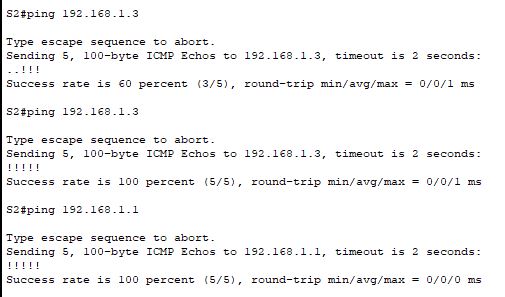 S2#ping 192.168.1.3
Type escape sequence to abort.
Sending 5, 100-byte ICMP Echos to 192.168.1.3, timeout is 2 seconds:
..!!!
Success rate is 60 percent (3/5), round-trip min/avg/max = 0/0/1 ms
S2#ping 192.168.1.3
Type escape sequence to abort.
Sending 5, 100-byte ICMP Echos to 192.168.1.3, timeout is 2 seconds:
!!!!!
Success rate is 100 percent (5/5), round-trip min/avg/max = 0/0/1 ms
S2#ping 192.168.1.1
Type escape sequence to abort.
Sending 5, 100-byte ICMP Echos to 192.168.1.1, timeout is 2 seconds:
!!!!!
Success rate is 100 percent (5/5), round-trip min/avg/max = 0/0/0 ms